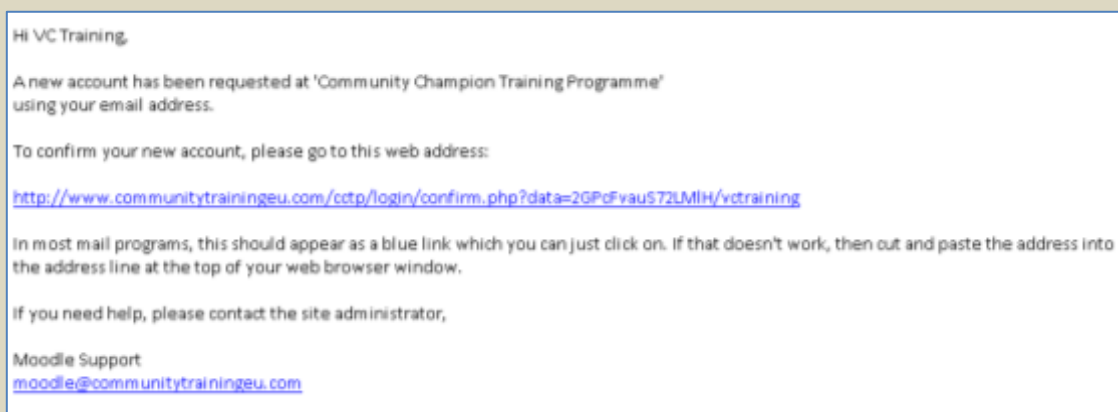 Hi VC Training,
A new account has been requested at 'Community Champion Training Programme'
using your email address.
To confirm your new account, please go to this web address:
http://www.communitytrainingeu.com/cctp/login/confirm.php?data=2GPcFvauS72LMlH/vctraining
In most mail programs, this should appear as a blue link which you can just click on. If that doesn't work, then cut and paste the address into
the address line at the top of your web browser window.
If you need help, please contact the site administrator,
Moodle Support
moodle@communitytrainingeu.com